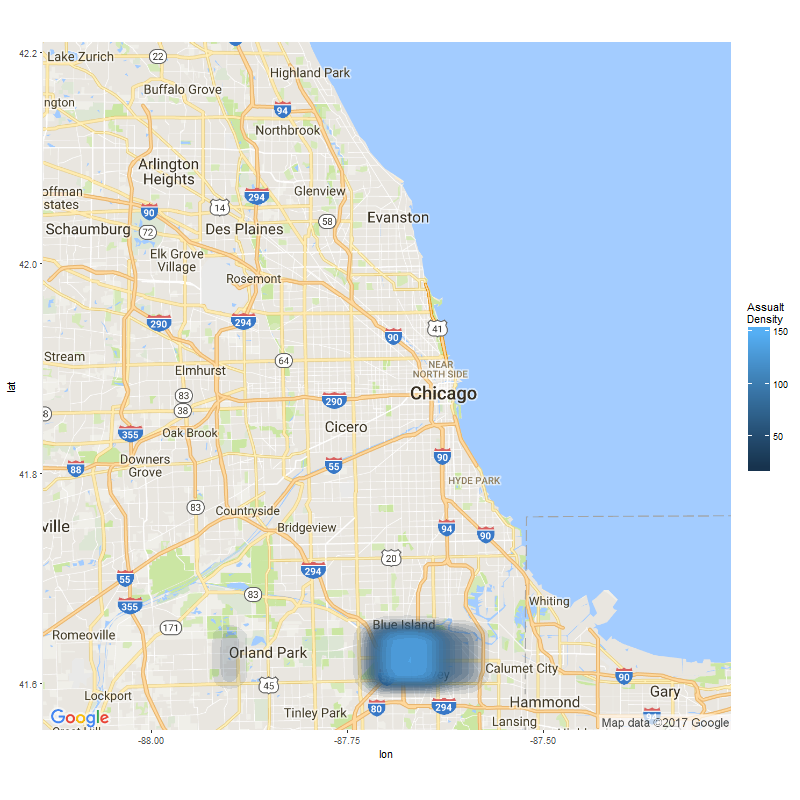 42.2
Lake Zurich
22
Highland Park
Buffalo Grove
ngton
94
Northbrook
Arlington
Heights
Glenview
offman
states
294
90
14
58
Evanston
Schaumburg
72
Des Plaines
Elk Grove
Village
42.0
Rosemont
290
294
41
90
Stream
64
NEAR
NORTH SIDE
Elmhurst
Chicago
83
290
38
8
Cicero
355
Oak Brook
90
Downers
Grove
55
88
41.8
HYDE PARK
83
Countryside
ville
Bridgeview
94
90
20
294
55
83
Whiting
355
171
Blue Island
Romeoville
Orland Park
Calumet City
90
41.6
45
Lockport
Gary
80
294
Hammond
Tinley Park
Lansing
Google
Map data ©2017 Google
-88.00
-87.75
-87.50
lon
lat
Assualt
Density
150
100
50